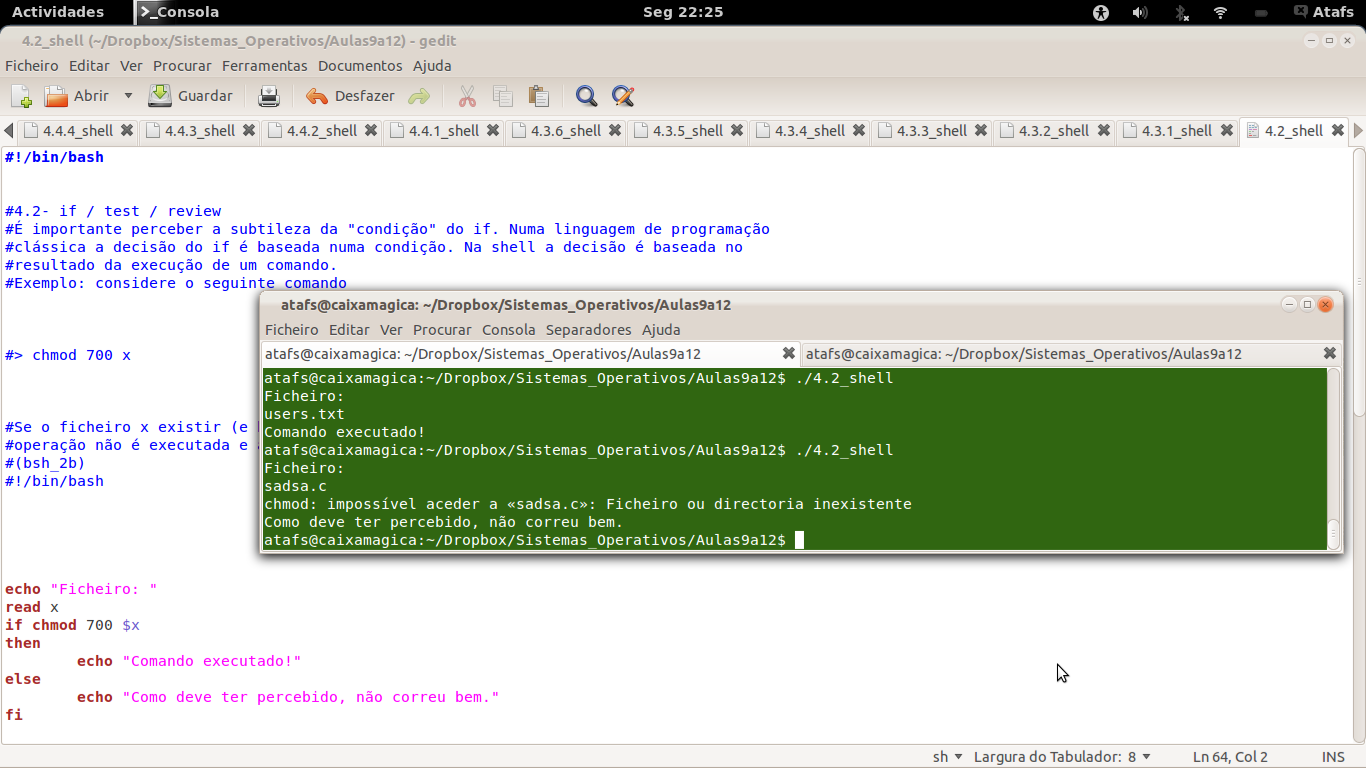 Actividades
Consola
Seg 22:25
Atafs
4.2_shell (~/Dropbox/Sistemas_Operativos/Aulas9a12) - gedit
Ficheiro Editar Ver Procurar Ferramentas Documentos Ajuda
Abrir Guardar Desfazer
4.4.4_shell 4.4.3_shell 4.4.2_shell 4.4.1_shell 4.3.6_shell 4.3.5_shell 4.3.4_shell 4.3.3_shell 4.3.2_shell 4.3.1_shell 4.2_shell
#!/bin/bash
#4.2- if / test / review
#É importante perceber a subtileza da "condição" do if. Numa linguagem de programação
#clássica a decisão do if é baseada numa condição. Na shell a decisão é baseada no
#resultado da execução de um comando.
#Exemplo: considere o seguinte comando
#> chmod 700 x
#Se o ficheiro x existir (e
#operação não é executada e
#(bsh_2b)
#!/bin/bash
echo "Ficheiro: "
read x
if chmod 700 $x
then
echo "Comando executado!"
else
echo "Como deve ter percebido, não correu bem."
fi
atafs@caixamagica: ~/Dropbox/Sistemas_Operativos/Aulas9a12
Ficheiro Editar Ver Procurar Consola Separadores Ajuda
atafs@caixamagica: ~/Dropbox/Sistemas_Operativos/Aulas9a12 atafs@caixamagica: ~/Dropbox/Sistemas_Operativos/Aulas9a12
atafs@caixamagica:~/Dropbox/Sistemas_Operativos/Aulas9a12$ ./4.2_shell
Ficheiro:
users.txt
Comando executado!
atafs@caixamagica:~/Dropbox/Sistemas_Operativos/Aulas9a12$ ./4.2_shell
Ficheiro:
sadsa.c
chmod: impossível aceder a «sadsa.c»: Ficheiro ou directoria inexistente
Como deve ter percebido, não correu bem.
atafs@caixamagica:~/Dropbox/Sistemas_Operativos/Aulas9a12$
sh Largura do Tabulador: 8 Ln 64, Col 2 INS